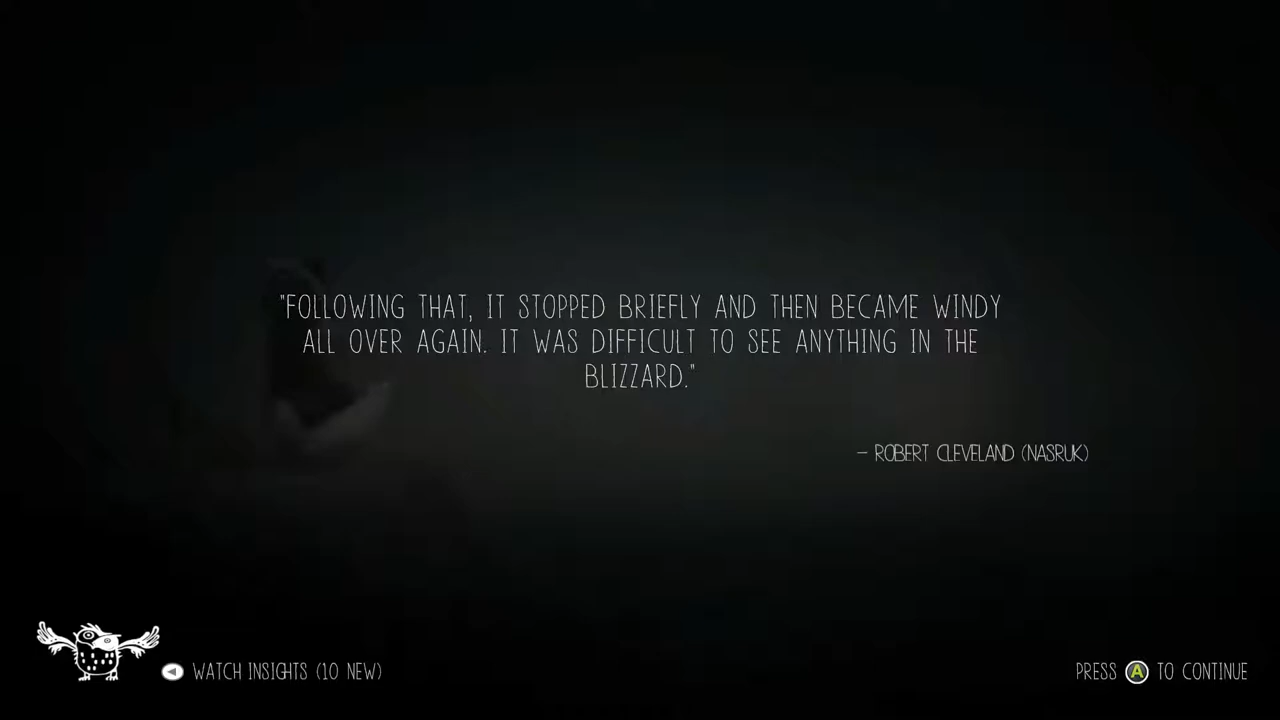 "FOLLOWING THAT, IT STOPPED BRIEFLY AND THEN BECAME WINDY
ALL OVER AGAIN. IT WAS DIFFICULT TO SEE ANYTHING IN THE
BLIZZARD."
– ROBERT CLEVELAND (NASRUK)
WATCH INSIGHTS (10 NEW)
PRESS A TO CONTINUE